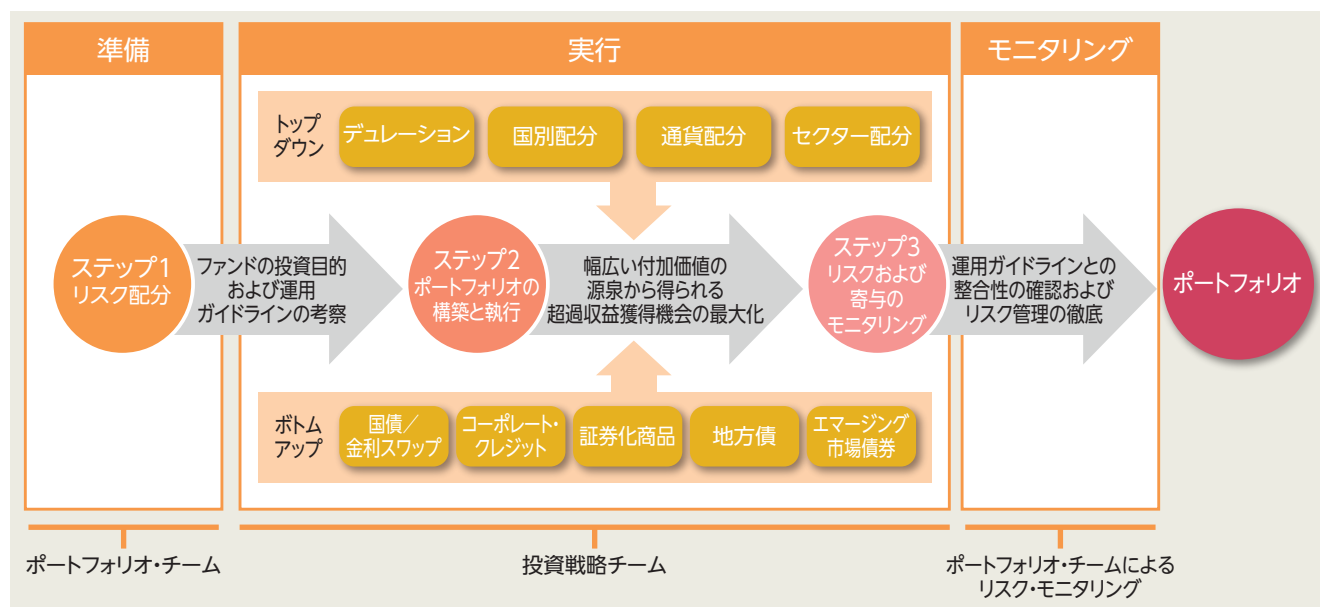 準備
実行
モニタリング
トップ
ダウン
デュレーション
国別配分
通貨配分
セクター配分
ステップ1
リスク配分
ファンドの投資目的
および運用
ガイドラインの考察
ステップ2
ポートフォリオの
構築と執行
幅広い付加価値の
源泉から得られる
超過収益獲得機会の最大化
ステップ3
リスクおよび
寄与の
モニタリング
運用ガイドラインとの
整合性の確認および
リスク管理の徹底
ポートフォリオ
ボトム
アップ
国債／
金利スワップ
コーポレート・
クレジット
証券化商品
地方債
エマージング
市場債券
ポートフォリオ・チーム
投資戦略チーム
ポートフォリオ・チームによる
リスク・モニタリング